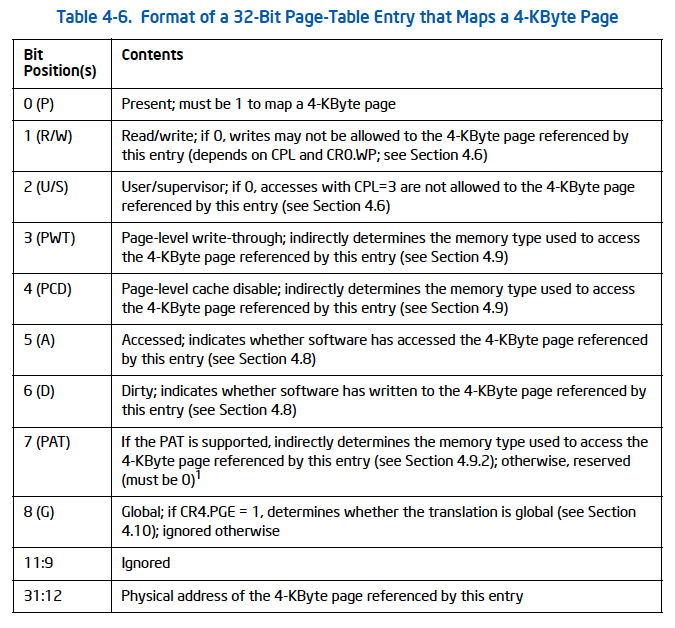 Table 4-6. Format of a 32-Bit Page-Table Entry that Maps a 4-KByte Page
Bit
Position(s)
Contents
0 (P)
Present; must be 1 to map a 4-KByte page
1 (R/W)
Read/write; if 0, writes may not be allowed to the 4-KByte page referenced by
this entry (depends on CPL and CR0.WP; see Section 4.6)
2 (U/S)
User/supervisor; if 0, accesses with CPL=3 are not allowed to the 4-KByte page
referenced by this entry (see Section 4.6)
3 (PWT)
Page-level write-through; indirectly determines the memory type used to access
the 4-KByte page referenced by this entry (see Section 4.9)
4 (PCD)
Page-level cache disable; indirectly determines the memory type used to access
the 4-KByte page referenced by this entry (see Section 4.9)
5 (A)
Accessed; indicates whether software has accessed the 4-KByte page referenced
by this entry (see Section 4.8)
6 (D)
Dirty; indicates whether software has written to the 4-KByte page referenced by
this entry (see Section 4.8)
7 (PAT)
If the PAT is supported, indirectly determines the memory type used to access the
4-KByte page referenced by this entry (see Section 4.9.2); otherwise, reserved
(must be 0)1
8 (G)
Global; if CR4.PGE = 1, determines whether the translation is global (see Section
4.10); ignored otherwise
11:9
Ignored
31:12
Physical address of the 4-KByte page referenced by this entry